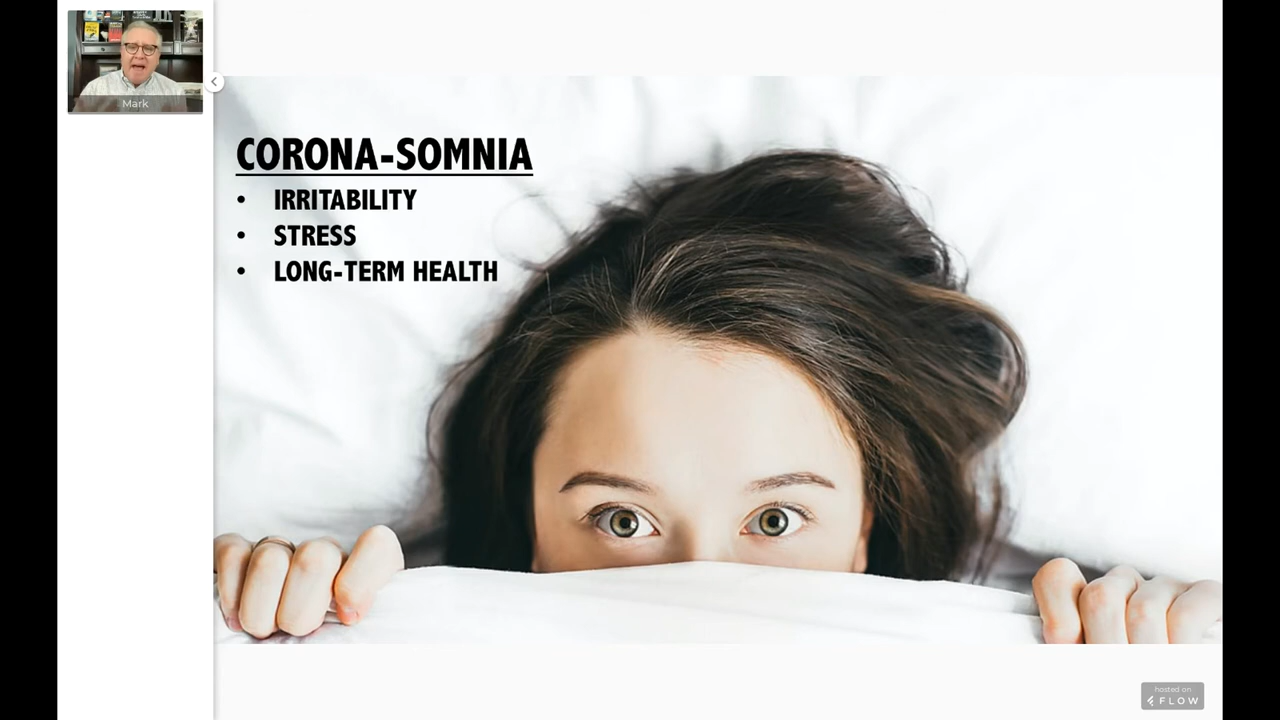 Mark
CORONA-SOMNIA
• IRRITABILITY
• STRESS
• LONG-TERM HEALTH
hosted on
FLOW